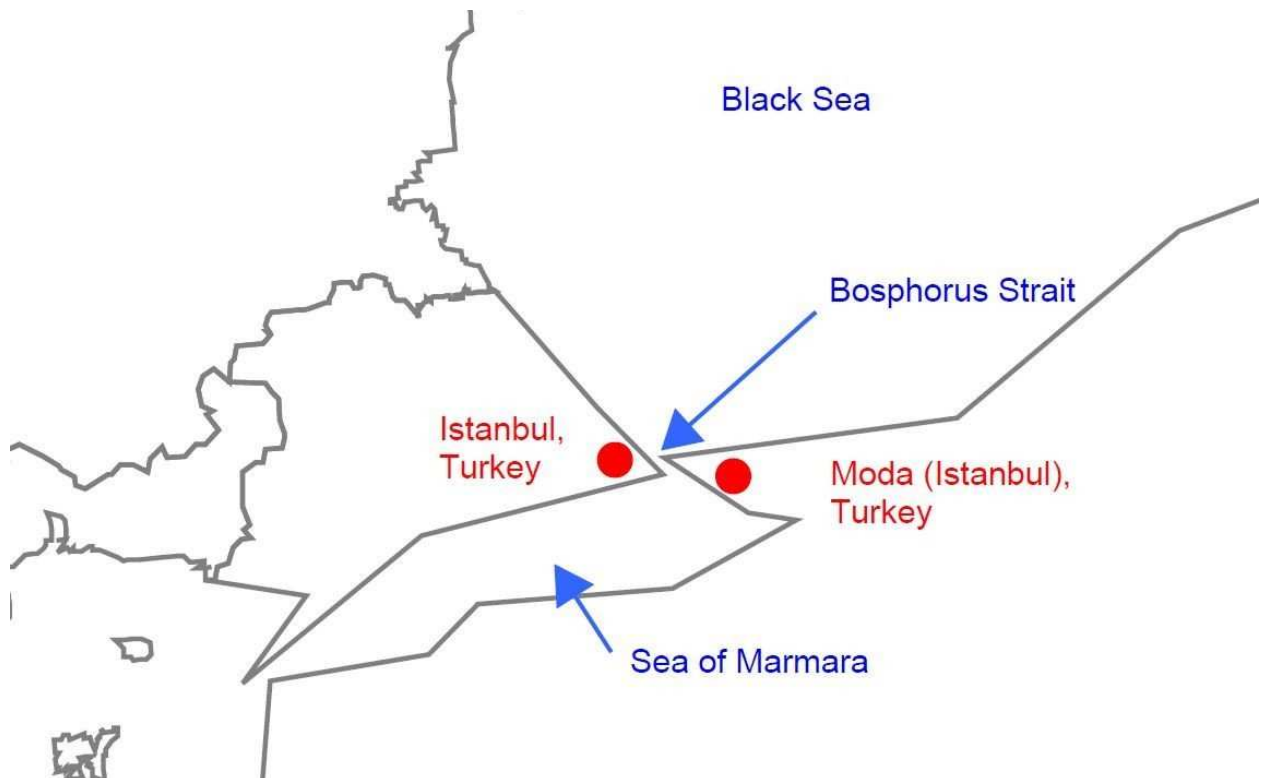 Black Sea
Bosphorus Strait
Istanbul,
Turkey
Moda (Istanbul),
Turkey
Sea of Marmara